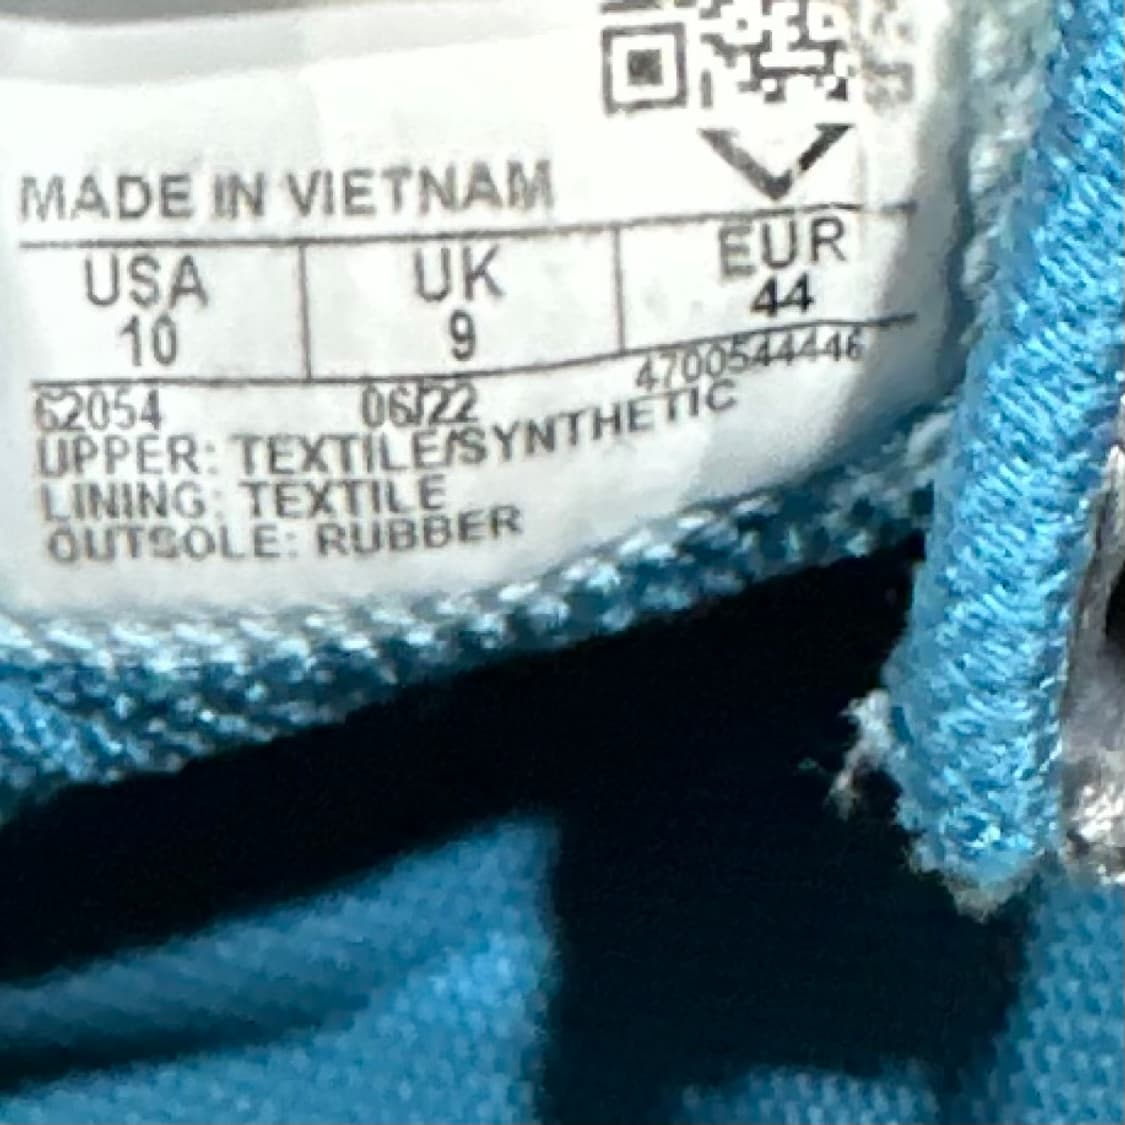 MADE IN VIETNAM
USA UK EUR
10 9 44
62054 06/22 4700544446
UPPER: TEXTILE/SYNTHETIC
LINING: TEXTILE
OUTSOLE: RUBBER